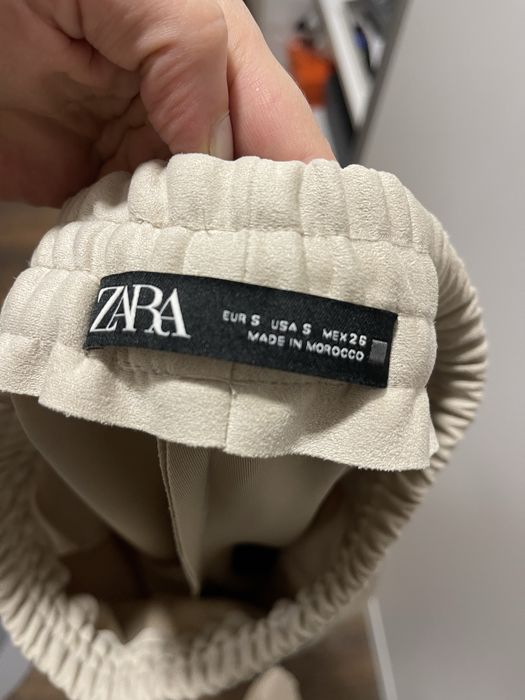 ZARA
EUR S USA S MEX 26
MADE IN MOROCCO